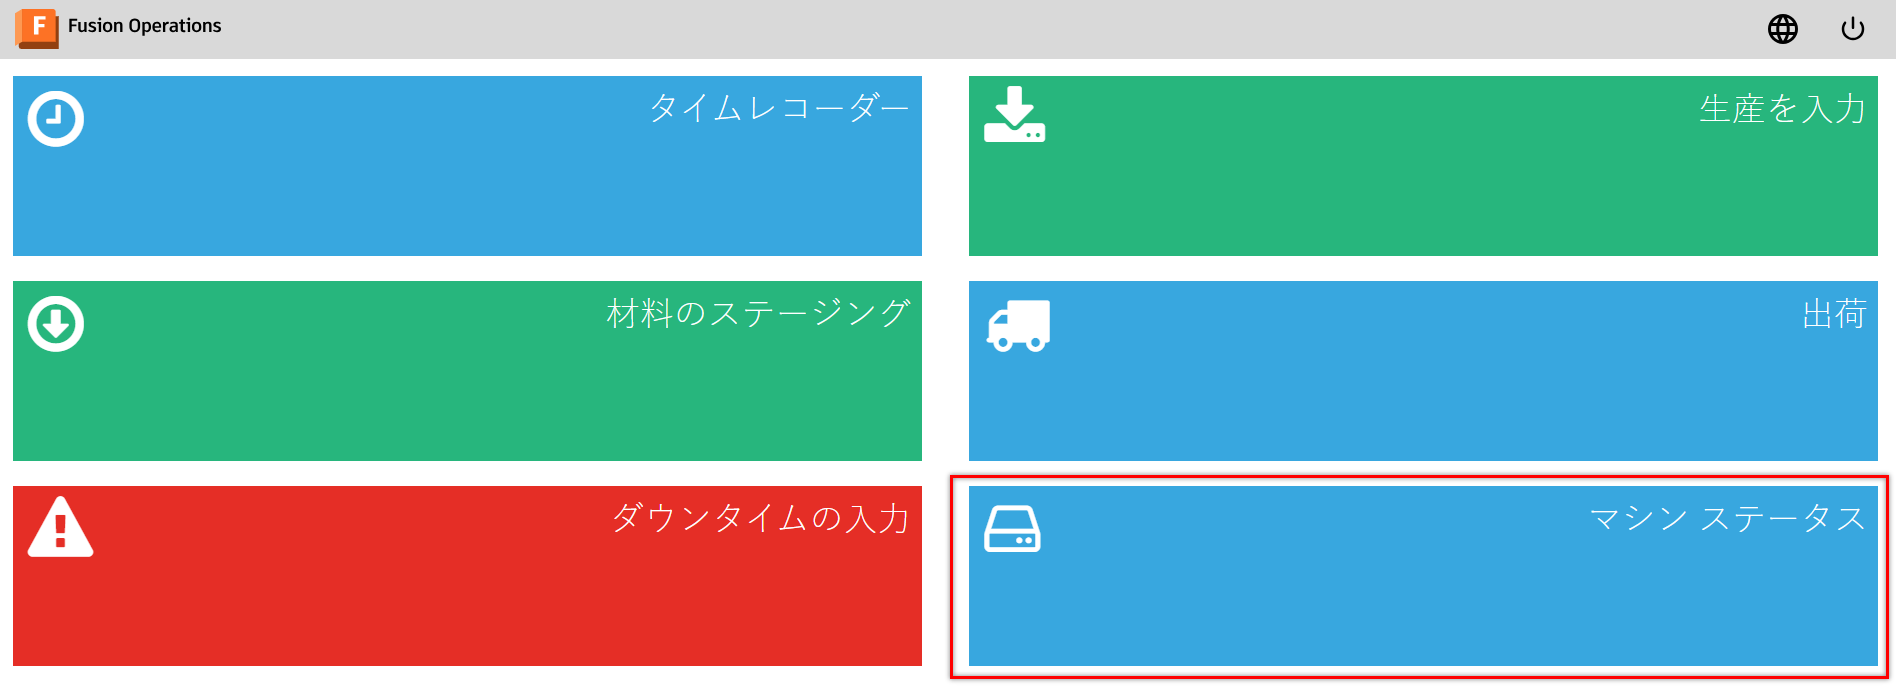 F Fusion Operations
タイムレコーダー
生産を入力
材料のステージング
出荷
ダウンタイムの入力
マシン ステータス